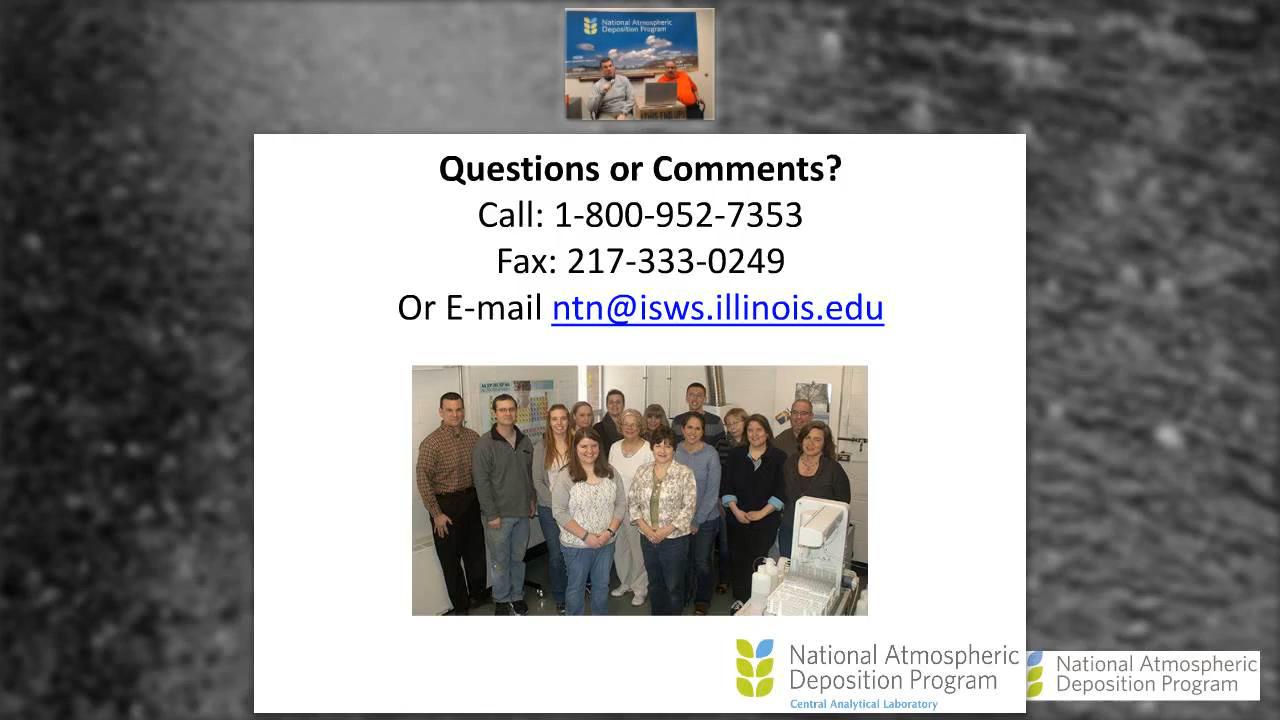 National Atmospheric
Deposition Program
Questions or Comments?
Call: 1-800-952-7353
Fax: 217-333-0249
Or E-mail ntn@isws.illinois.edu
National Atmospheric
Deposition Program
Central Analytical Laboratory
National Atmospheric
Deposition Program